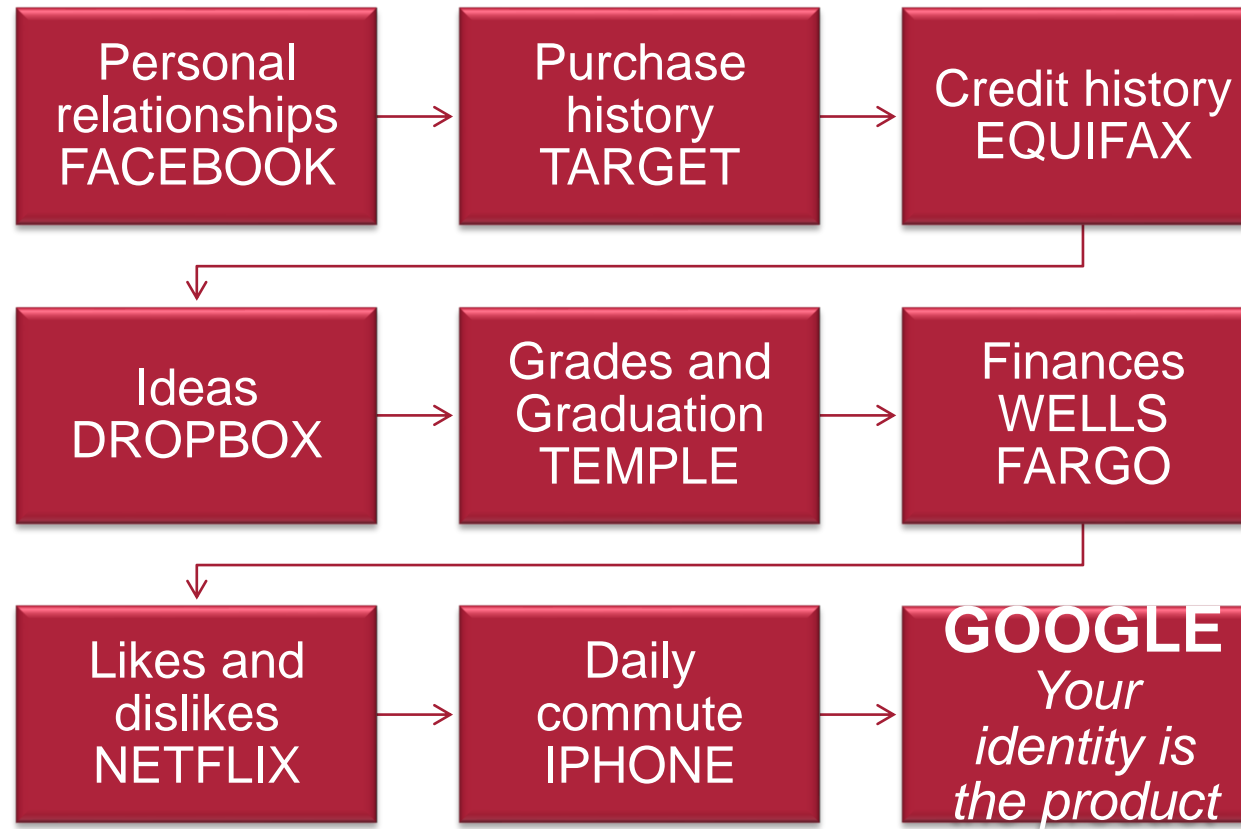 Personal
relationships
FACEBOOK
Purchase
history
TARGET
Credit history
EQUIFAX
Ideas
DROPBOX
Grades and
Graduation
TEMPLE
Finances
WELLS
FARGO
Likes and
dislikes
NETFLIX
Daily
commute
IPHONE
GOOGLE
Your
identity is
the product